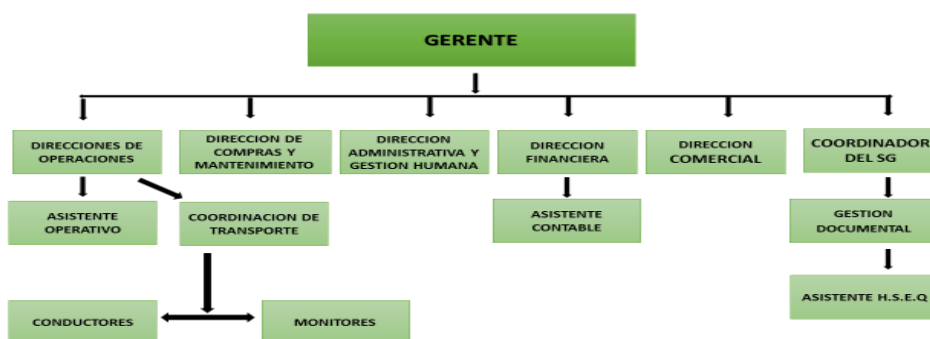 GERENTE
DIRECCIONES DE
OPERACIONES
DIRECCION DE
COMPRAS Y
MANTENIMIENTO
DIRECCION
ADMINISTRATIVA Y
GESTION HUMANA
DIRECCION
FINANCIERA
DIRECCION
COMERCIAL
COORDINADOR
DEL SG
ASISTENTE
OPERATIVO
COORDINACION DE
TRANSPORTE
ASISTENTE
CONTABLE
GESTION
DOCUMENTAL
ASISTENTE H.S.E.Q
CONDUCTORES
MONITORES